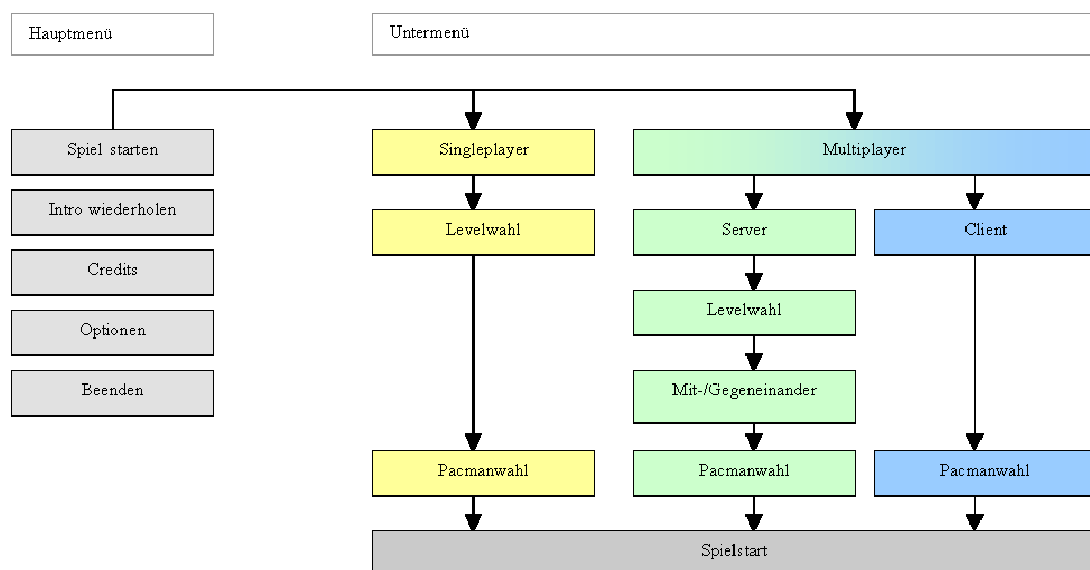 Hauptmenü
Untermenü
Spiel starten
Singleplayer
Multiplayer
Intro wiederholen
Levelwahl
Server
Client
Credits
Levelwahl
Optionen
Mit-/Gegeneinander
Beenden
Pacmanwahl
Pacmanwahl
Pacmanwahl
Spielstart